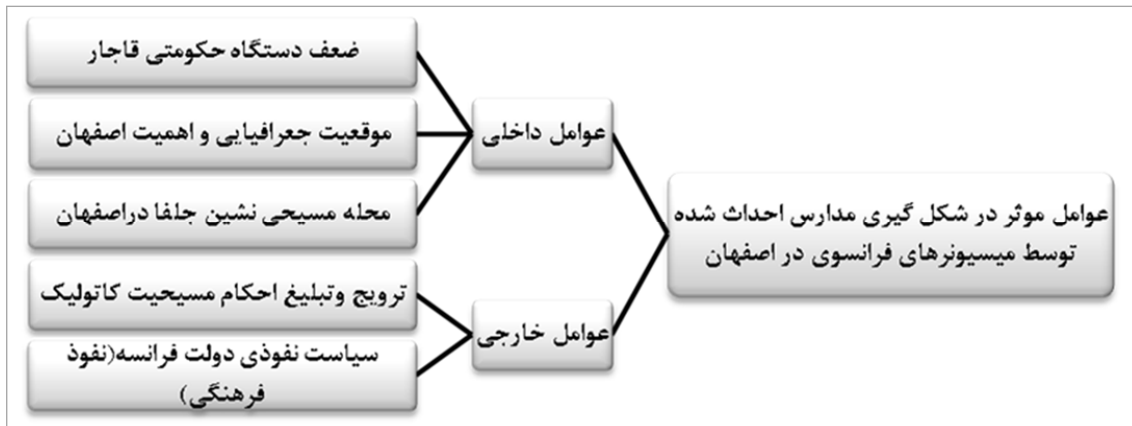 عوامل موثر در شکل گیری مدارس احداث شده
توسط میسیونرهای فرانسوی در اصفهان
عوامل داخلی
ضعف دستگاه حکومتی قاجار
موقعیت جعرافیایی و اهمیت اصفهان
محله مسیحی نشین جلفا دراصفهان
عوامل خارجی
ترویج وتبلیغ احکام مسیحیت کاتولیک
سیاست نفوذی دولت فرانسه(نفوذ
فرهنگی)